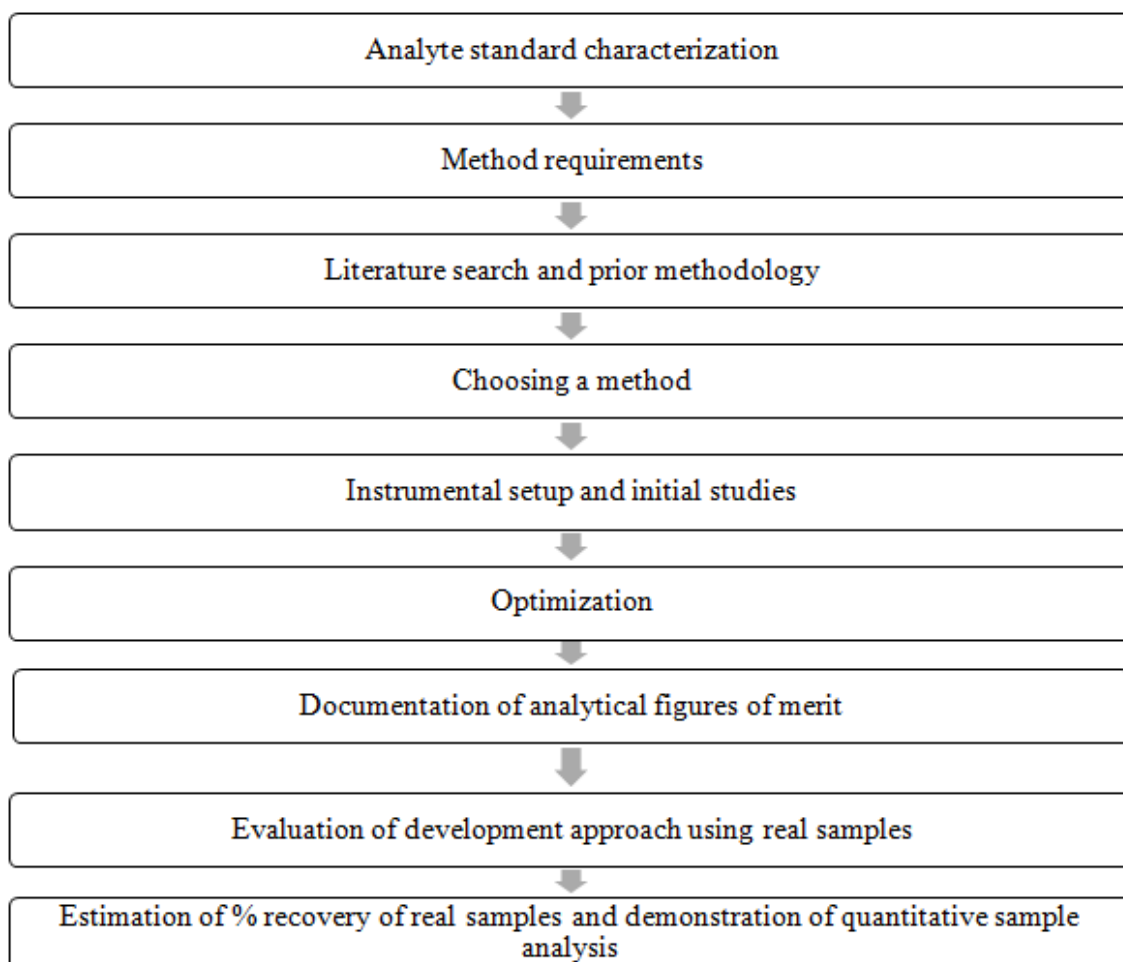 Analyte standard characterization
Method requirements
Literature search and prior methodology
Choosing a method
Instrumental setup and initial studies
Optimization
Documentation of analytical figures of merit
Evaluation of development approach using real samples
Estimation of % recovery of real samples and demonstration of quantitative sample
analysis